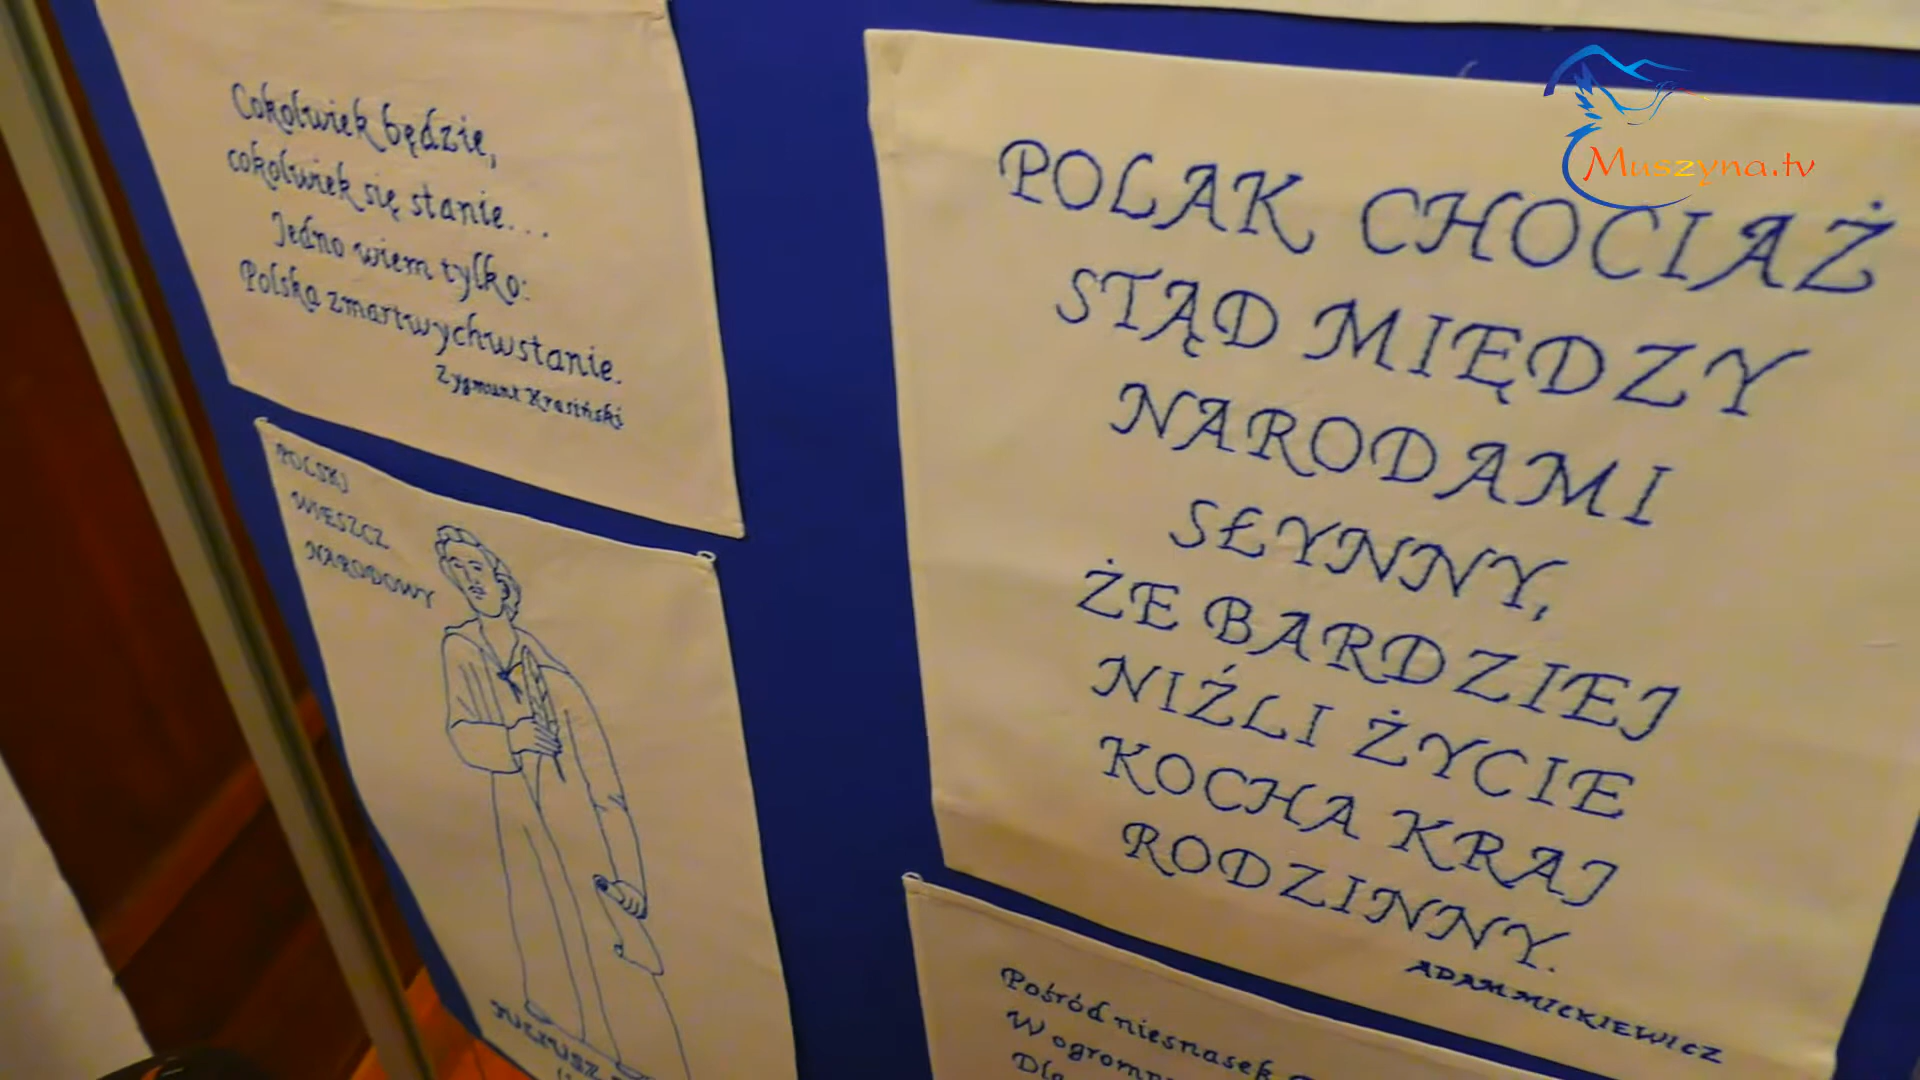 Cokolwiek będzie,
cokolwiek się stanie...
Jedno wiem tylko:
Polska zmartwychwstanie.
Zygmunt Krasiński
POLSKI
WIESZCZ
NARODOWY
JULIUSZ
POLAK CHOCIAŻ
STĄD MIĘDZY
NARODAMI
SŁYNNY,
ŻE BARDZIEJ
NIŹLI ŻYCIE
KOCHA KRAJ
RODZINNY.
ADAM MICKIEWICZ
Pośród niesnasek
W
Muszyna.tv